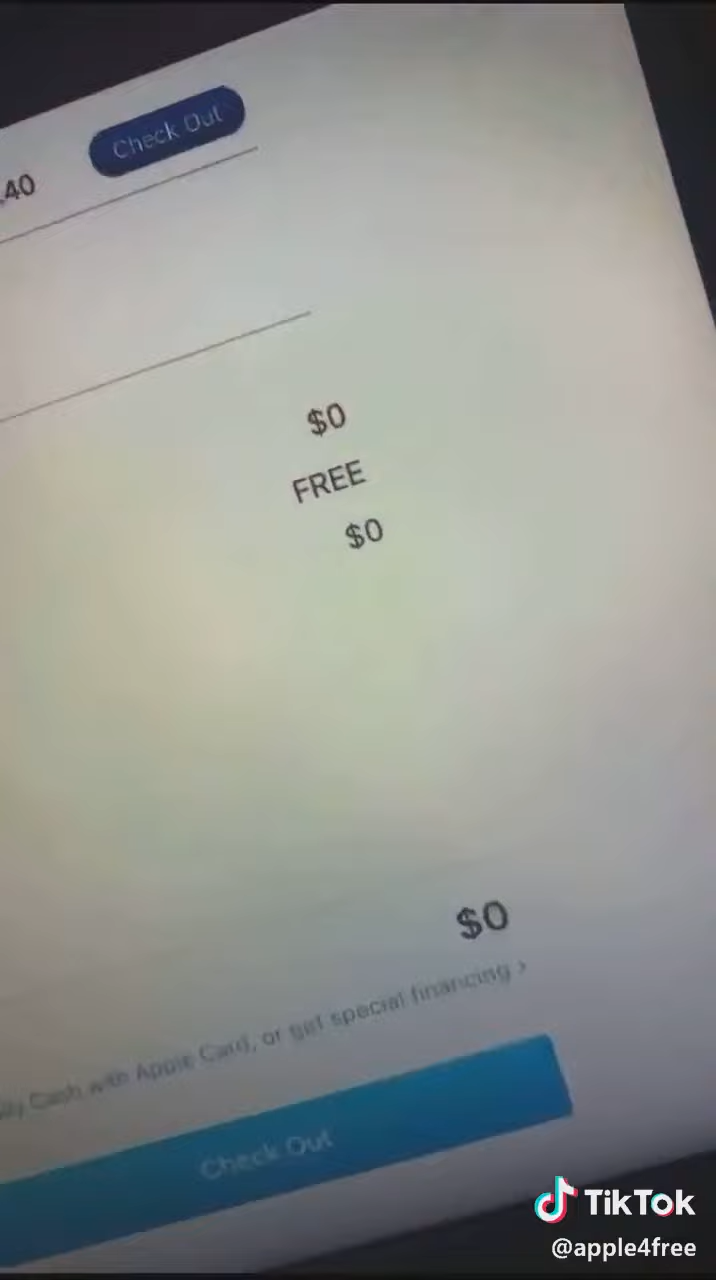 Check Out
.40
$0
FREE
$0
$0
Cash with Apple Card, or get special financing ›
Check Out
TikTok
@apple4free